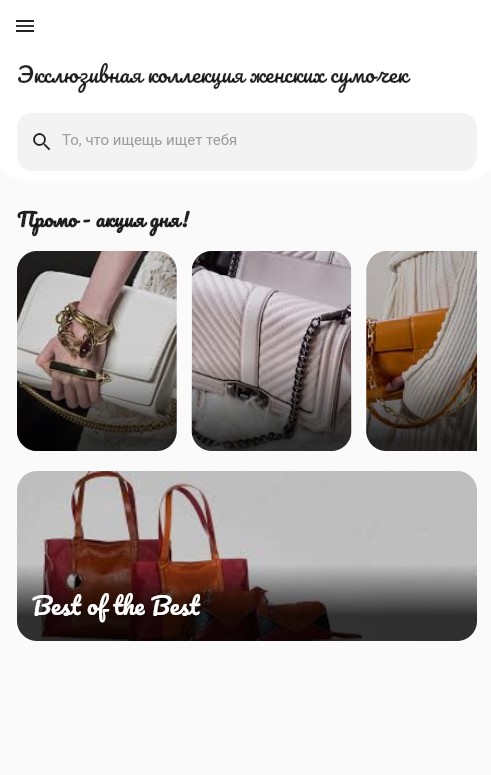 Эксклюзивная коллекция женских сумочек
То, что ищещь ищет тебя
Промо - акция дня!
Best of the Best